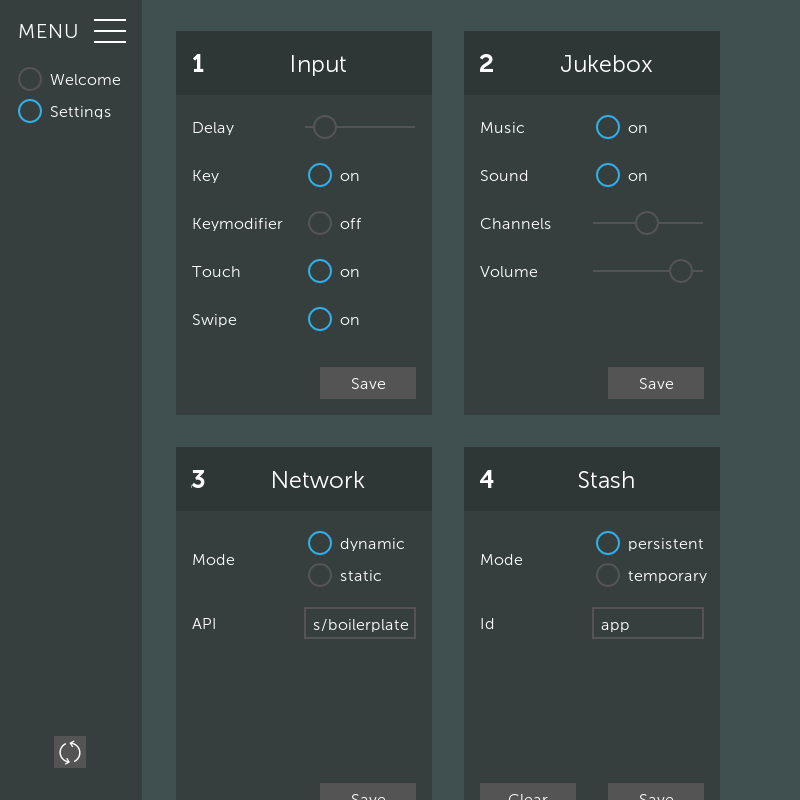 MENU
Welcome
Settings
1 Input
Delay
Key on
Keymodifier off
Touch on
Swipe on
Save
2 Jukebox
Music on
Sound on
Channels
Volume
Save
3 Network
Mode
dynamic
static
API s/boilerplate
Save
4 Stash
Mode
persistent
temporary
Id app
Clear Save